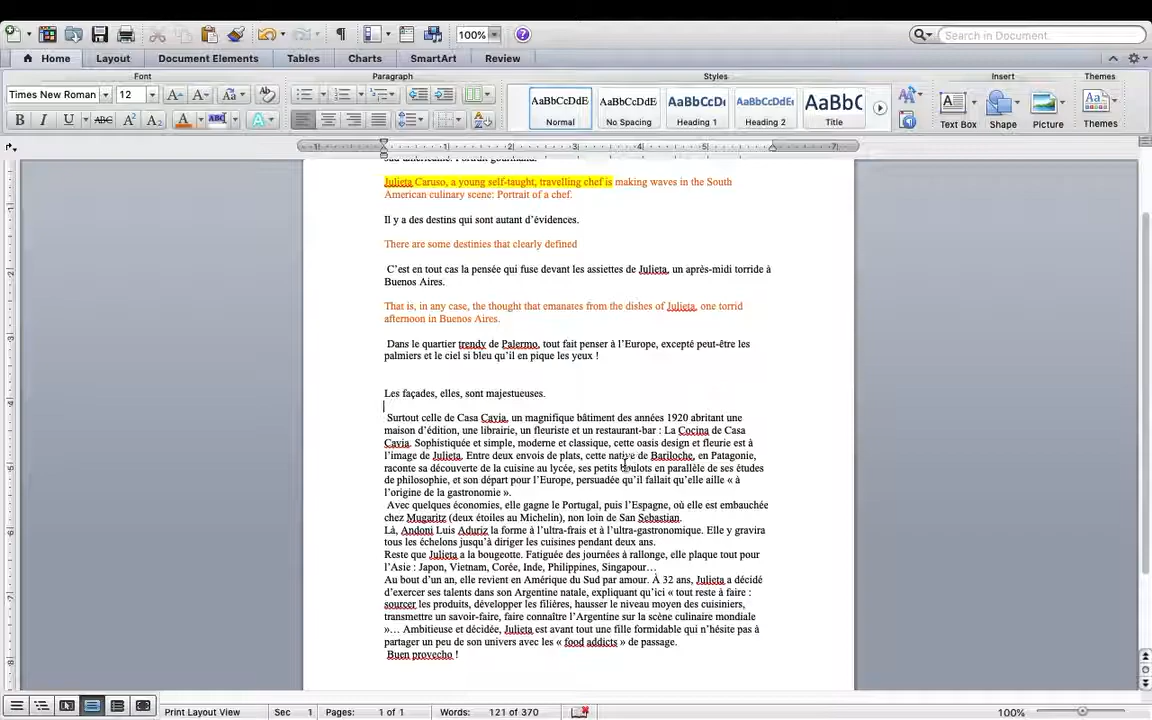 100%
Search in Document
Home Layout Document Elements Tables Charts SmartArt Review
Font Paragraph Styles Insert Themes
Times New Roman 12
AaBbCcDdE AaBbCcDdE AaBbCcDc AaBbCcDdEe AaBbC
Normal No Spacing Heading 1 Heading 2 Title
Text Box Shape Picture Themes
Julieta Caruso, a young self-taught, travelling chef is making waves in the South
American culinary scene: Portrait of a chef.
Il y a des destins qui sont autant d'évidences.
There are some destinies that clearly defined
C'est en tout cas la pensée qui fuse devant les assiettes de Julieta, un après-midi torride à
Buenos Aires.
That is, in any case, the thought that emanates from the dishes of Julieta, one torrid
afternoon in Buenos Aires.
Dans le quartier trendy de Palermo, tout fait penser à l'Europe, excepté peut-être les
palmiers et le ciel si bleu qu'il en pique les yeux !
Les façades, elles, sont majestueuses.
Surtout celle de Casa Cavia, un magnifique bâtiment des années 1920 abritant une
maison d'édition, une librairie, un fleuriste et un restaurant-bar : La Cocina de Casa
Cavia. Sophistiquée et simple, moderne et classique, cette oasis design et fleurie est à
l'image de Julieta. Entre deux envois de plats, cette native de Bariloche, en Patagonie,
raconte sa découverte de la cuisine au lycée, ses petits boulots en parallèle de ses études
de philosophie, et son départ pour l'Europe, persuadée qu'il fallait qu'elle aille « à
l'origine de la gastronomie ».
Avec quelques économies, elle gagne le Portugal, puis l'Espagne, où elle est embauchée
chez Mugaritz (deux étoiles au Michelin), non loin de San Sebastian.
Là, Andoni Luis Aduriz la forme à l'ultra-frais et à l'ultra-gastronomique. Elle y gravira
tous les échelons jusqu'à diriger les cuisines pendant deux ans.
Reste que Julieta a la bougeotte. Fatiguée des journées à rallonge, elle plaque tout pour
l'Asie : Japon, Vietnam, Corée, Inde, Philippines, Singapour…
Au bout d'un an, elle revient en Amérique du Sud par amour. À 32 ans, Julieta a décidé
d'exercer ses talents dans son Argentine natale, expliquant qu'ici « tout reste à faire :
sourcer les produits, développer les filières, hausser le niveau moyen des cuisiniers,
transmettre un savoir-faire, faire connaître l'Argentine sur la scène culinaire mondiale
»… Ambitieuse et décidée, Julieta est avant tout une fille formidable qui n'hésite pas à
partager un peu de son univers avec les « food addicts » de passage.
Buen provecho !
Print Layout View Sec 1 Pages: 1 of 1 Words: 121 of 370 100%